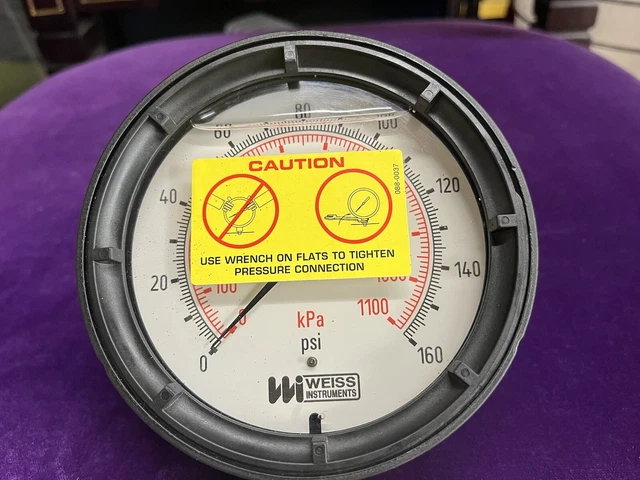 80
60
100
40
120
20
140
0
160
CAUTION
088-0037
USE WRENCH ON FLATS TO TIGHTEN
PRESSURE CONNECTION
100
0
1100
kPa
psi
WEISS
INSTRUMENTS